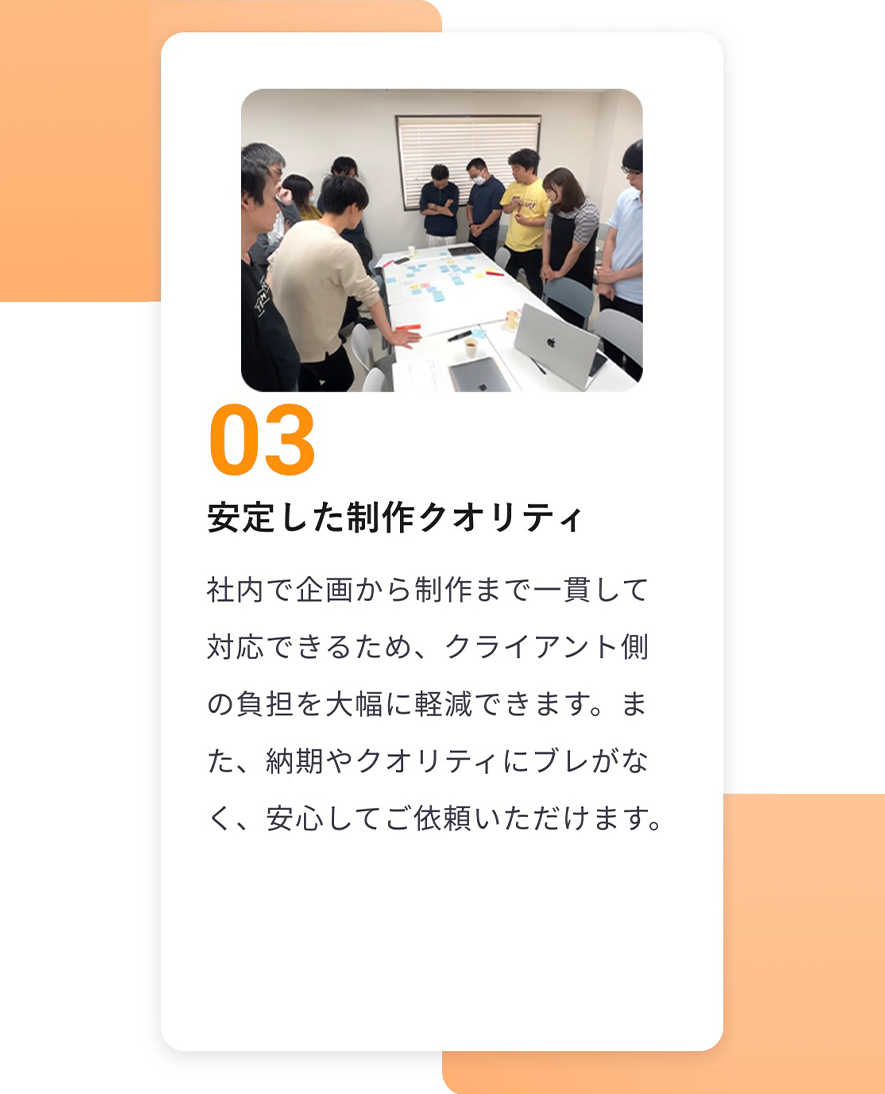 03
安定した制作クオリティ
社内で企画から制作まで一貫して
対応できるため、クライアント側
の負担を大幅に軽減できます。ま
た、納期やクオリティにブレがな
く、安心してご依頼いただけます。